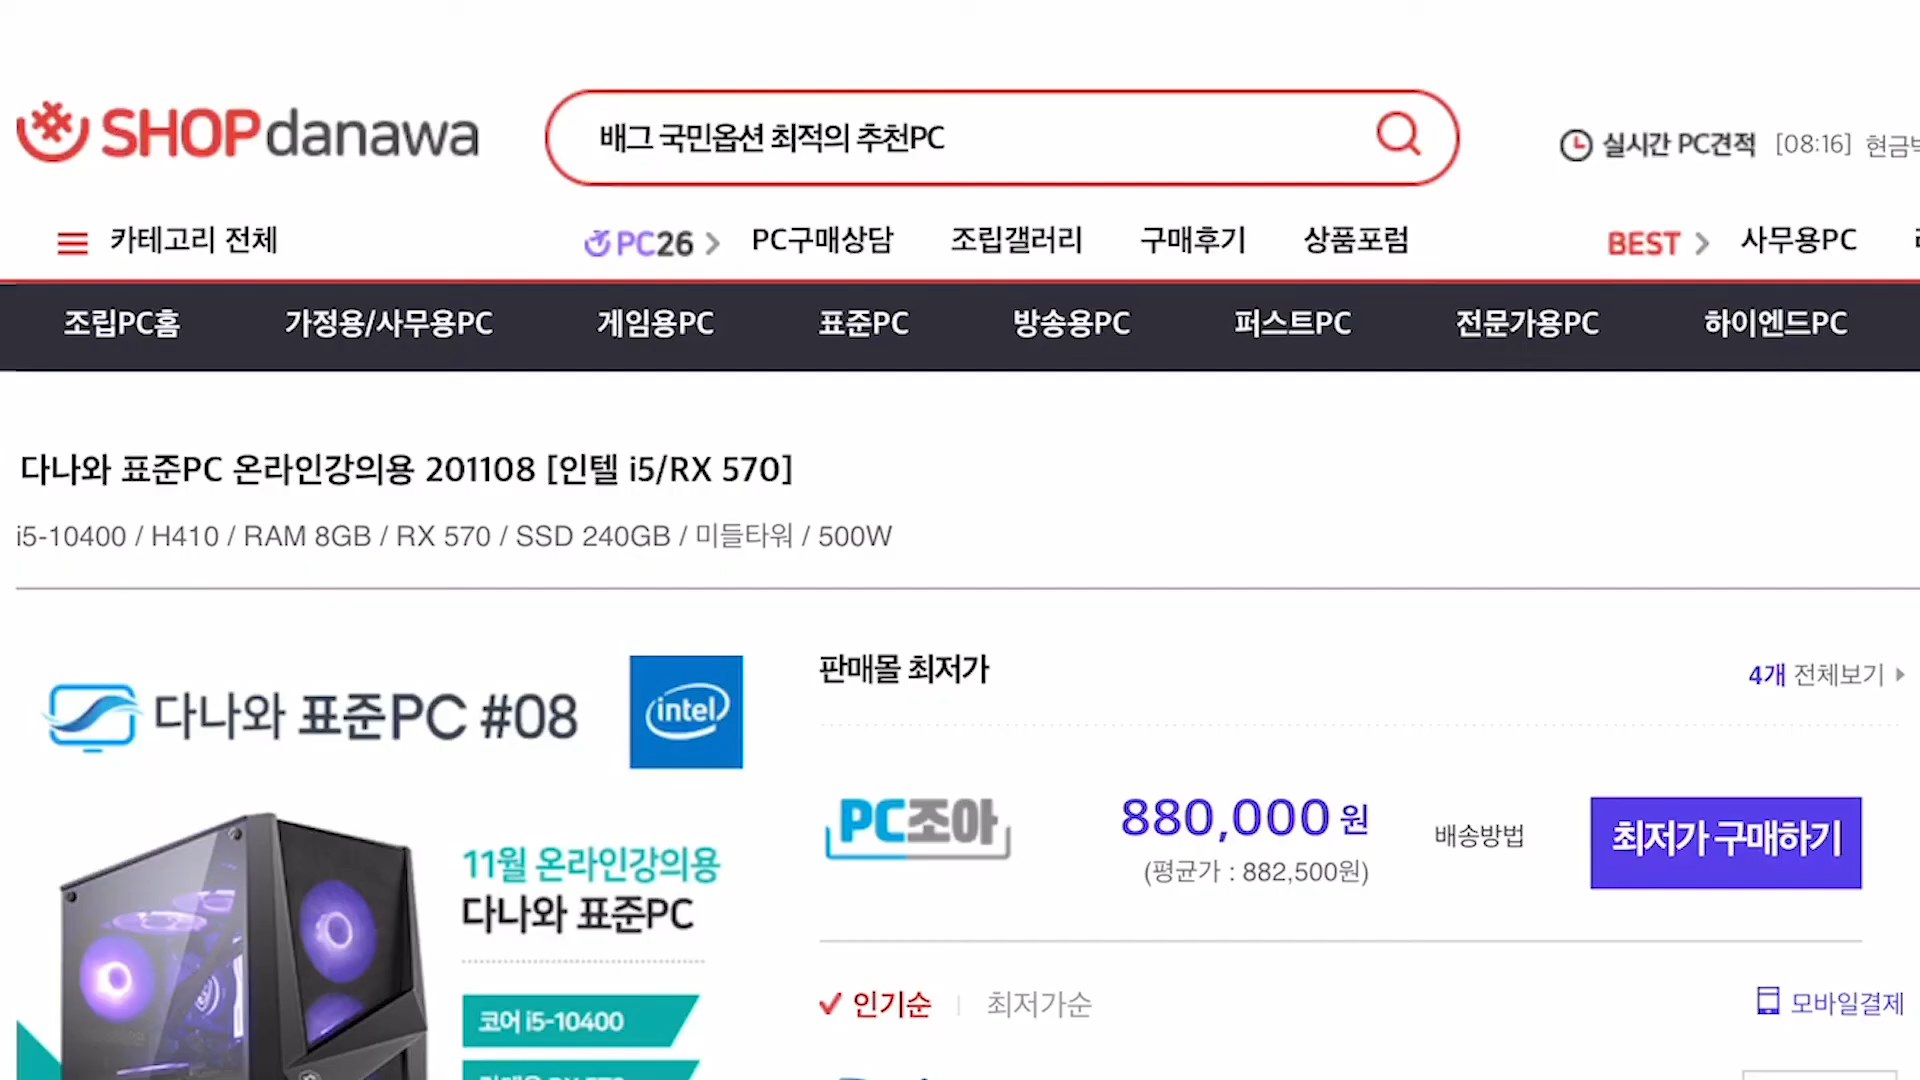 SHOPdanawa
배그 국민옵션 최적의 추천PC
실시간 PC견적 [08:16]
카테고리 전체
PC26 PC구매상담 조립갤러리 구매후기 상품포럼
BEST 사무용PC
조립PC홈 가정용/사무용PC 게임용PC 표준PC 방송용PC 퍼스트PC 전문가용PC 하이엔드PC
다나와 표준PC 온라인강의용 201108 [인텔 i5/RX 570]
i5-10400 / H410 / RAM 8GB / RX 570 / SSD 240GB / 미들타워 / 500W
다나와 표준PC #08
intel
11월 온라인강의용
다나와 표준PC
코어 i5-10400
판매몰 최저가
4개 전체보기
PC조아
880,000 원
(평균가 : 882,500원)
배송방법
최저가 구매하기
인기순 | 최저가순
모바일결제